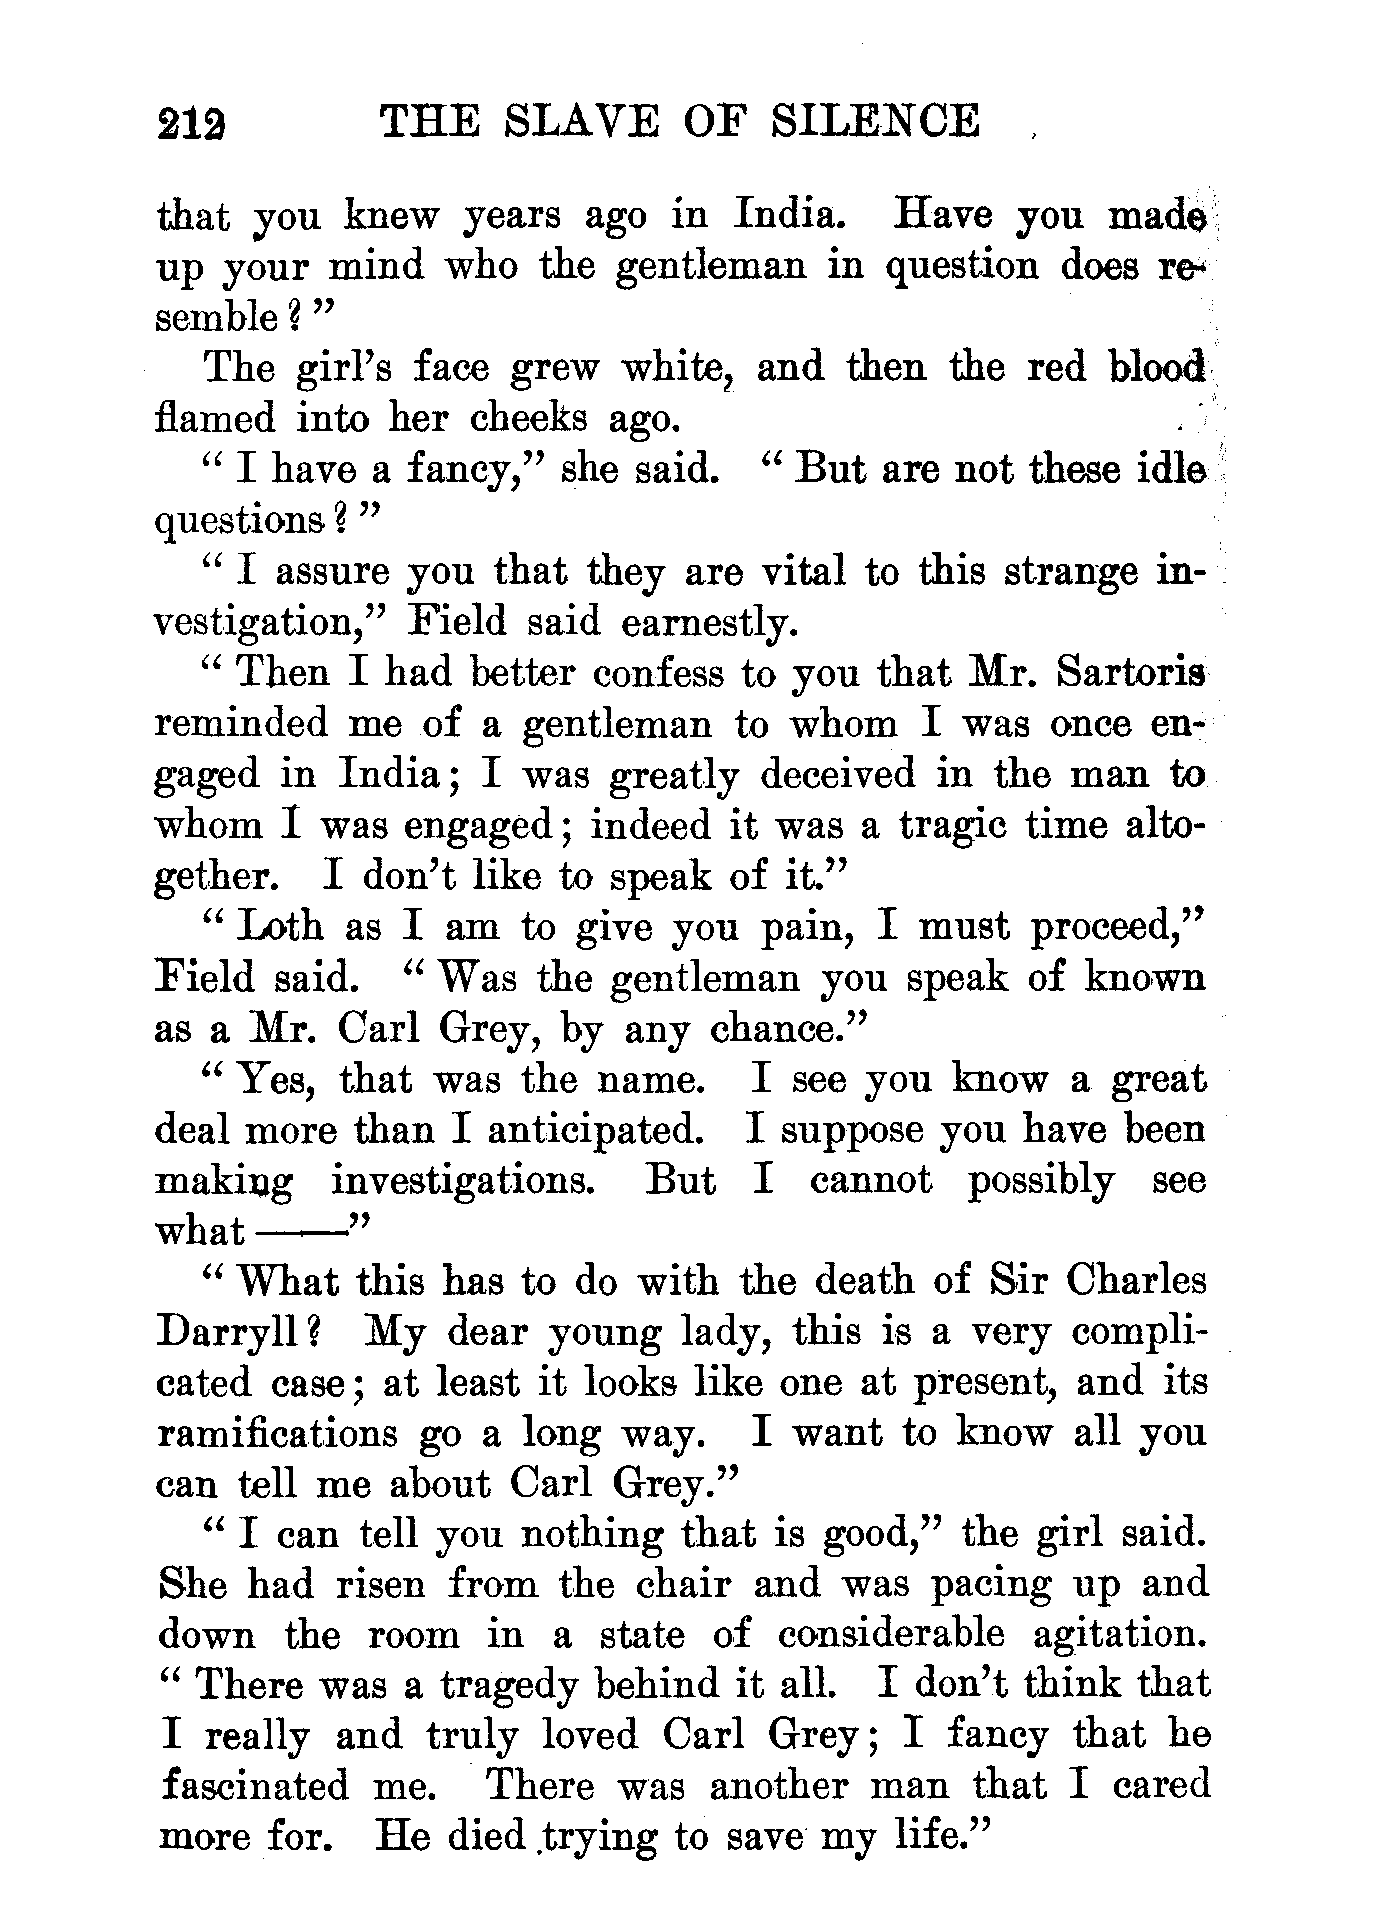 212 THE SLAVE OF SILENCE
that you knew years ago in India. Have you made
up your mind who the gentleman in question does re-
semble?"
The girl's face grew white, and then the red blood
flamed into her cheeks ago.
"I have a fancy," she said. "But are not these idle
questions?"
"I assure you that they are vital to this strange in-
vestigation," Field said earnestly.
"Then I had better confess to you that Mr. Sartoris
reminded me of a gentleman to whom I was once en-
gaged in India; I was greatly deceived in the man to
whom I was engaged; indeed it was a tragic time alto-
gether. I don't like to speak of it."
"Loth as I am to give you pain, I must proceed,"
Field said. "Was the gentleman you speak of known
as a Mr. Carl Grey, by any chance."
"Yes, that was the name. I see you know a great
deal more than I anticipated. I suppose you have been
making investigations. But I cannot possibly see
what ——"
"What this has to do with the death of Sir Charles
Darryll? My dear young lady, this is a very compli-
cated case; at least it looks like one at present, and its
ramifications go a long way. I want to know all you
can tell me about Carl Grey."
"I can tell you nothing that is good," the girl said.
She had risen from the chair and was pacing up and
down the room in a state of considerable agitation.
"There was a tragedy behind it all. I don't think that
I really and truly loved Carl Grey; I fancy that he
fascinated me. There was another man that I cared
more for. He died trying to save my life."